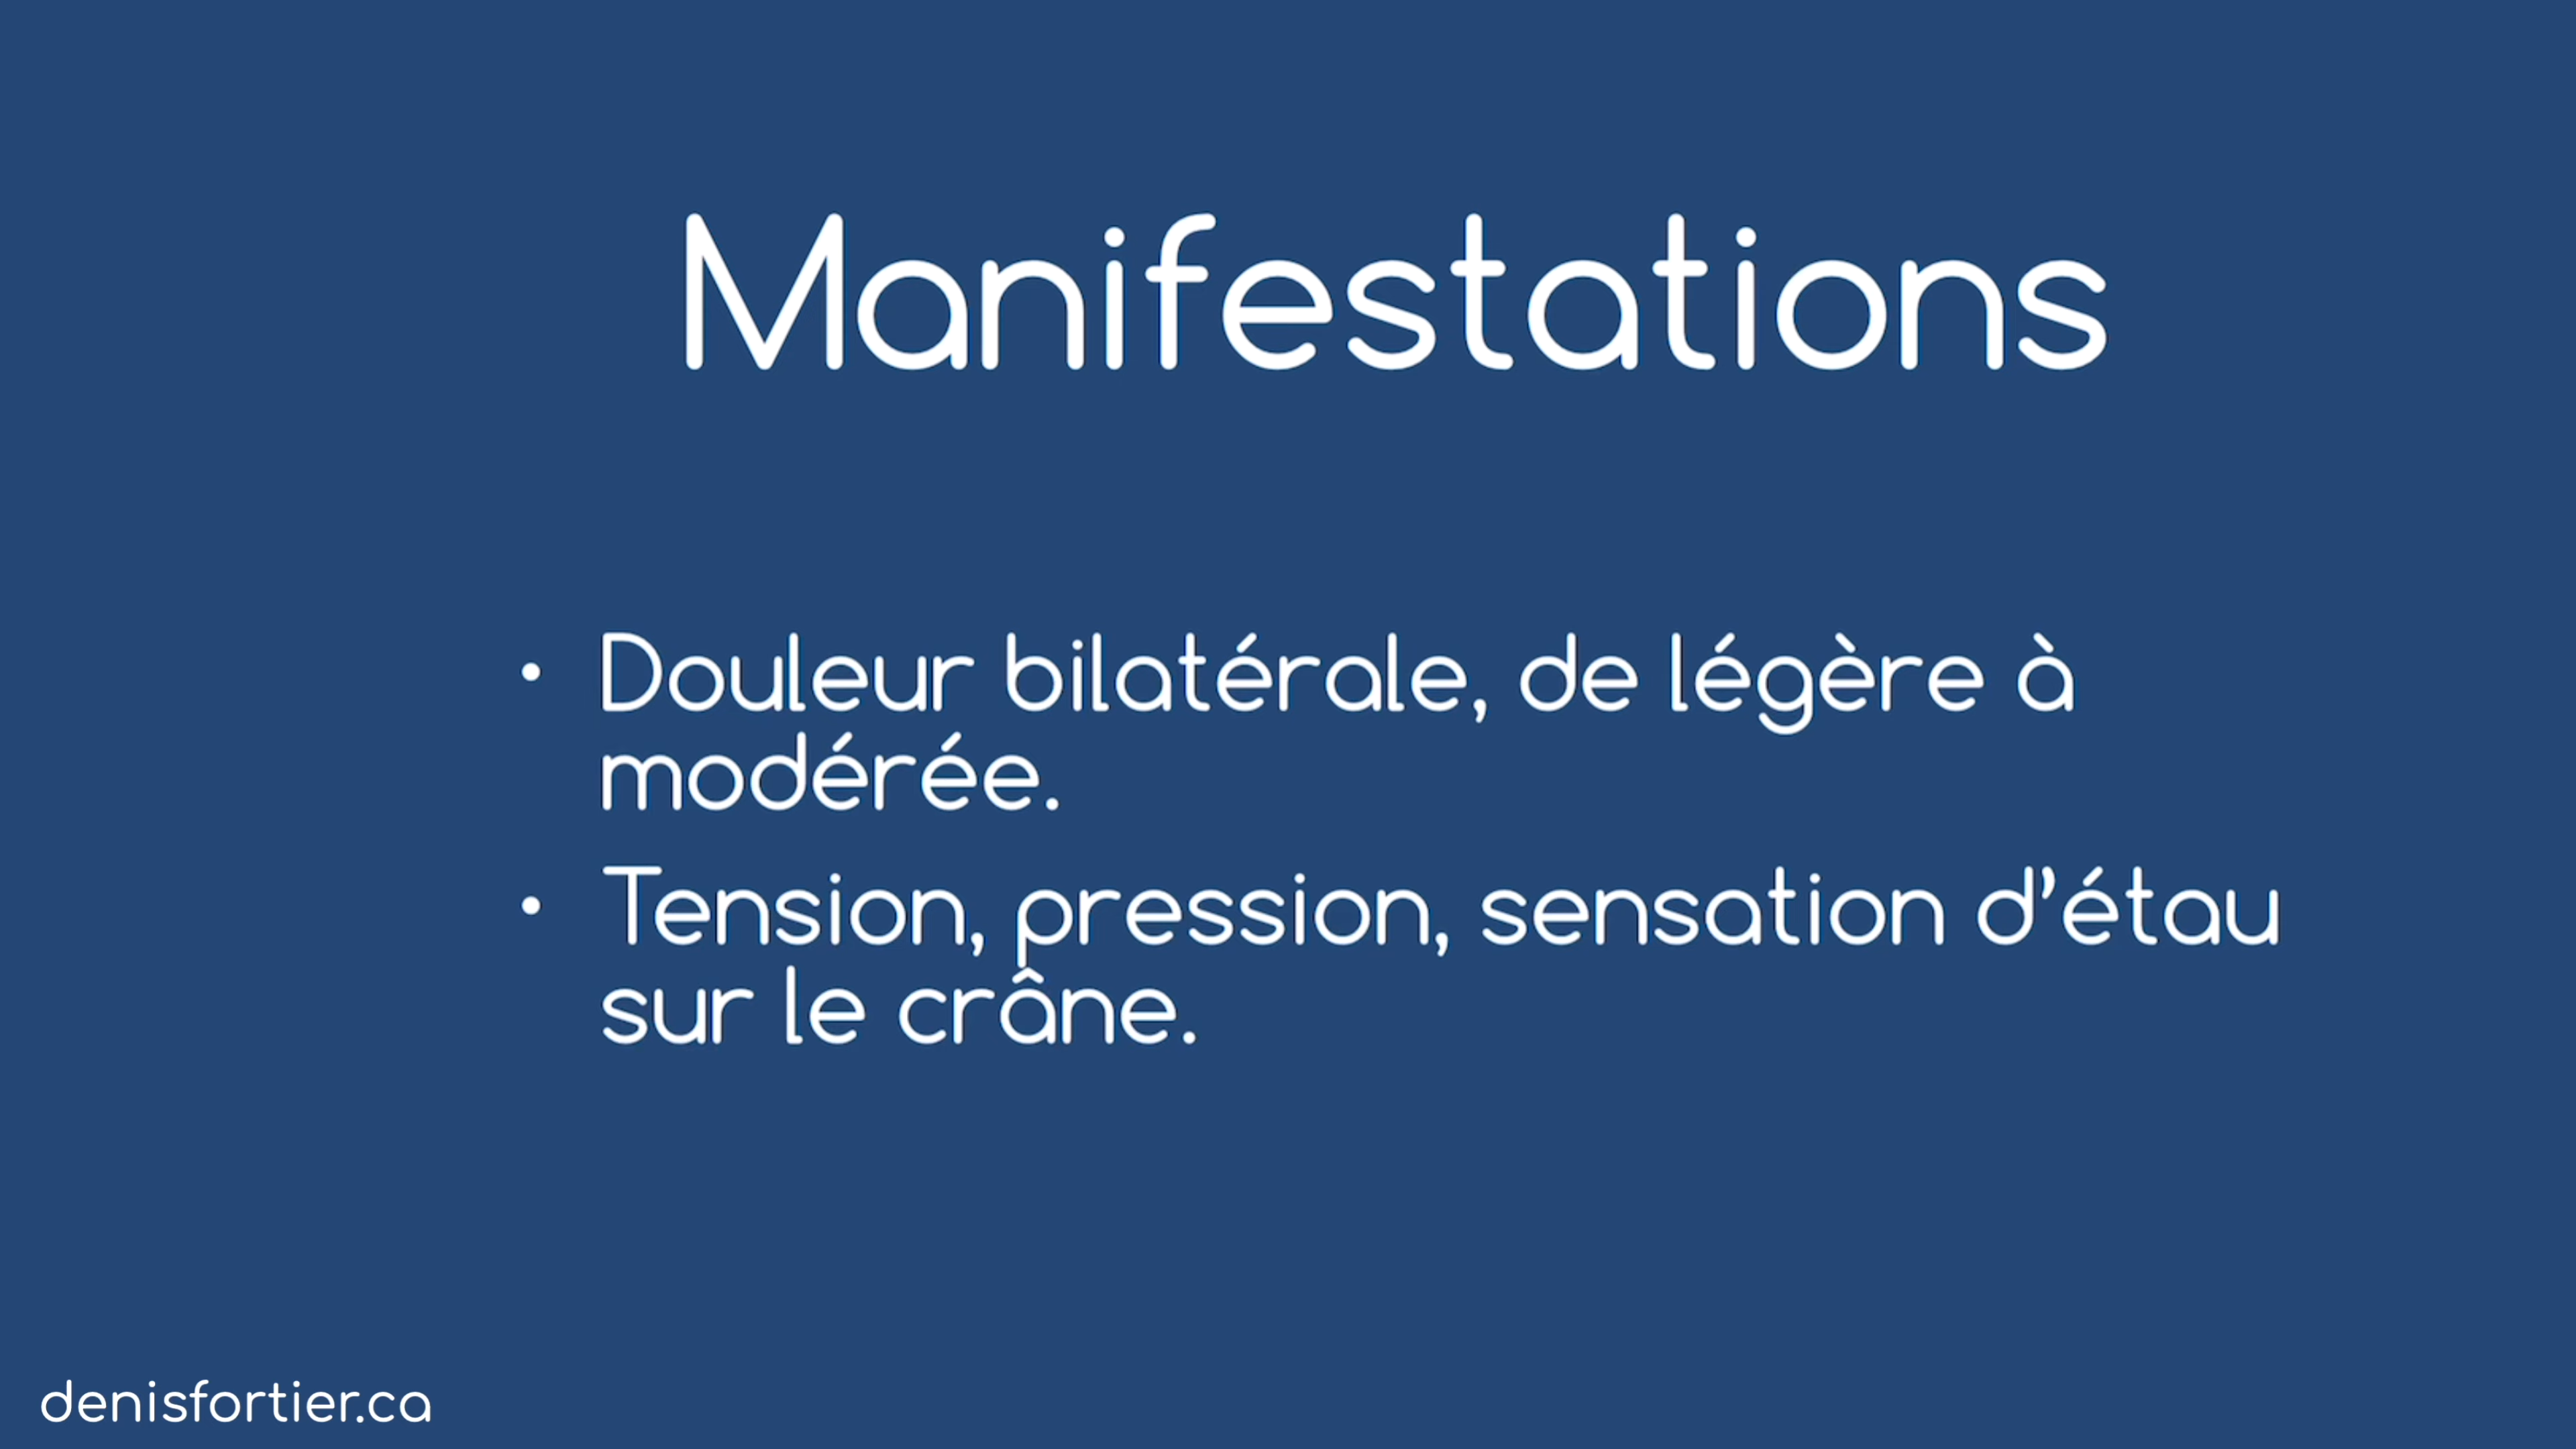 Manifestations
• Douleur bilatérale, de légère à
modérée.
• Tension, pression, sensation d’étau
sur le crâne.
denisfortier.ca